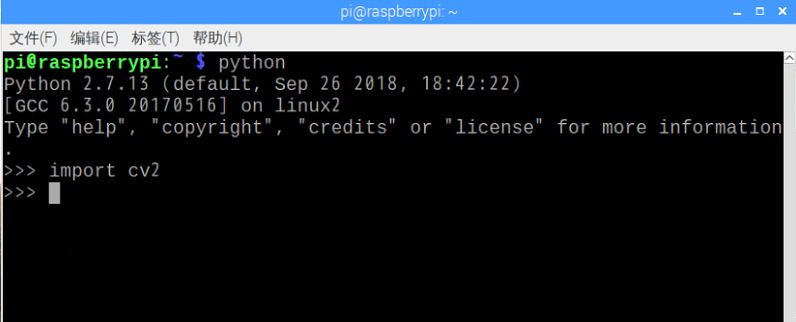 pi@raspberrypi: ~
文件(F) 编辑(E) 标签(T) 帮助(H)
pi@raspberrypi:~ $ python
Python 2.7.13 (default, Sep 26 2018, 18:42:22)
[GCC 6.3.0 20170516] on linux2
Type "help", "copyright", "credits" or "license" for more information
.
>>> import cv2
>>>